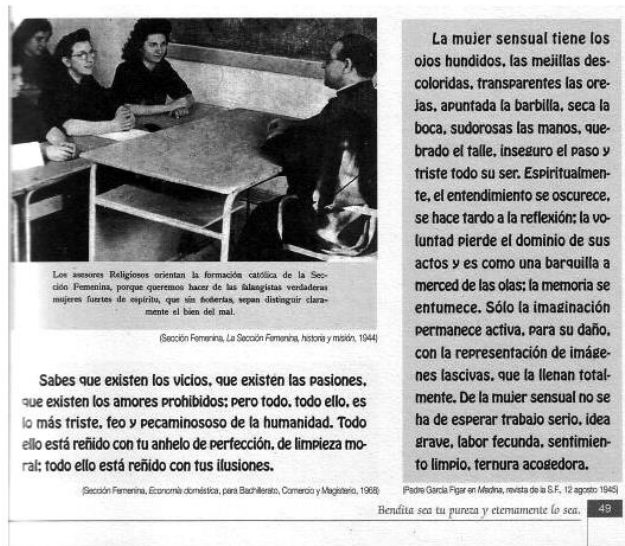 Los asesores Religiosos orientan la formación católica de la Sec-
ción Femenina, porque queremos hacer de las falangistas verdaderas
mujeres fuertes de espíritu, que sin ñoñerías, sepan distinguir clara-
mente el bien del mal.
(Sección Femenina, La Sección Femenina, historia y misión, 1944)
Sabes que existen los vicios, que existen las pasiones,
que existen los amores prohibidos; pero todo, todo ello, es
lo más triste, feo y pecaminososo de la humanidad. Todo
ello está reñido con tu anhelo de perfección, de limpieza mo-
ral; todo ello está reñido con tus ilusiones.
(Sección Femenina, Economía doméstica, para Bachillerato, Comercio y Magisterio, 1968)
La mujer sensual tiene los
ojos hundidos, las mejillas des-
coloridas, transparentes las ore-
jas, apuntada la barbilla, seca la
boca, sudorosas las manos, que-
brado el talle, inseguro el paso y
triste todo su ser. Espiritualmen-
te, el entendimiento se oscurece,
se hace tardo a la reflexión; la vo-
luntad pierde el dominio de sus
actos y es como una barquilla a
merced de las olas; la memoria se
entumece. Sólo la imaginación
permanece activa, para su daño,
con la representación de imáge-
nes lascivas, que la llenan total-
mente. De la mujer sensual no se
ha de esperar trabajo serio, idea
grave, labor fecunda, sentimien-
to limpio, ternura acogedora.
(Padre García Figar en Medina, revista de la S.F., 12 agosto 1945)
Bendita sea tu pureza y eternamente lo sea. 49